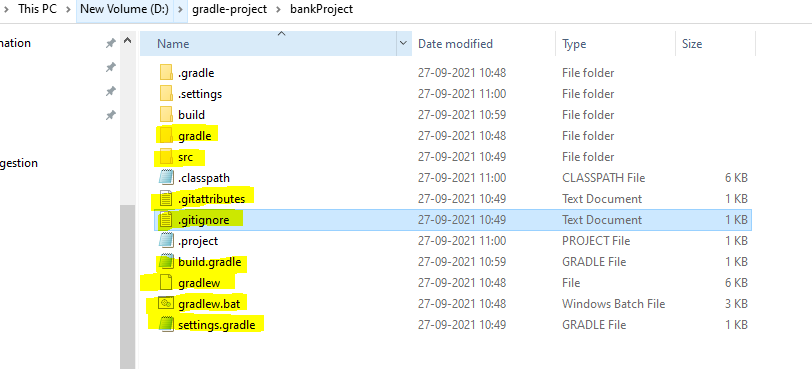 This PC > New Volume (D:) > gradle-project > bankProject
Name Date modified Type Size
.gradle 27-09-2021 10:48 File folder
.settings 27-09-2021 11:00 File folder
build 27-09-2021 10:59 File folder
gradle 27-09-2021 10:48 File folder
src 27-09-2021 10:49 File folder
.classpath 27-09-2021 11:00 CLASSPATH File 6 KB
.gitattributes 27-09-2021 10:49 Text Document 1 KB
.gitignore 27-09-2021 10:49 Text Document 1 KB
.project 27-09-2021 11:00 PROJECT File 1 KB
build.gradle 27-09-2021 10:59 GRADLE File 1 KB
gradlew 27-09-2021 10:48 File 6 KB
gradlew.bat 27-09-2021 10:48 Windows Batch File 3 KB
settings.gradle 27-09-2021 10:49 GRADLE File 1 KB
mation
gestion